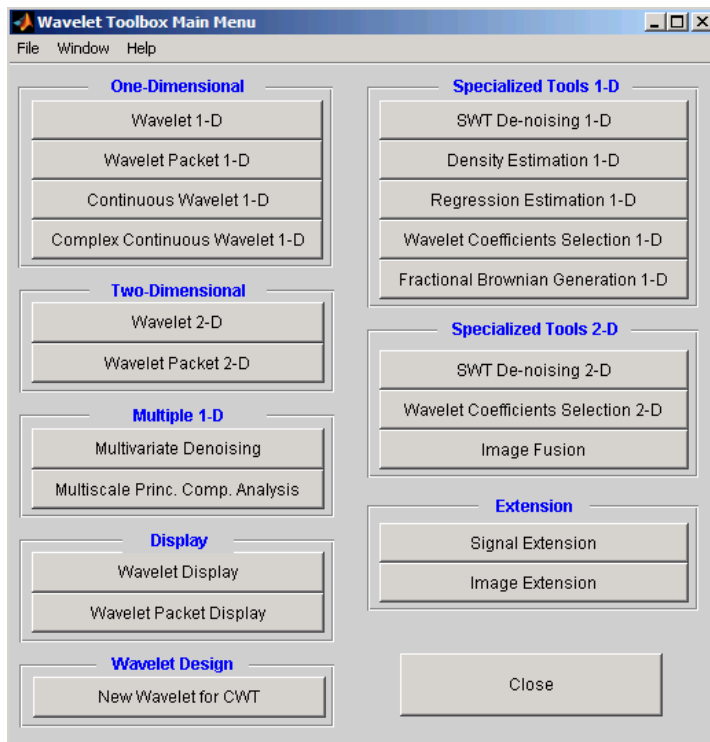 Wavelet Toolbox Main Menu
File Window Help
One-Dimensional
Wavelet 1-D
Wavelet Packet 1-D
Continuous Wavelet 1-D
Complex Continuous Wavelet 1-D
Two-Dimensional
Wavelet 2-D
Wavelet Packet 2-D
Multiple 1-D
Multivariate Denoising
Multiscale Princ. Comp. Analysis
Display
Wavelet Display
Wavelet Packet Display
Wavelet Design
New Wavelet for CWT
Specialized Tools 1-D
SWT De-noising 1-D
Density Estimation 1-D
Regression Estimation 1-D
Wavelet Coefficients Selection 1-D
Fractional Brownian Generation 1-D
Specialized Tools 2-D
SWT De-noising 2-D
Wavelet Coefficients Selection 2-D
Image Fusion
Extension
Signal Extension
Image Extension
Close